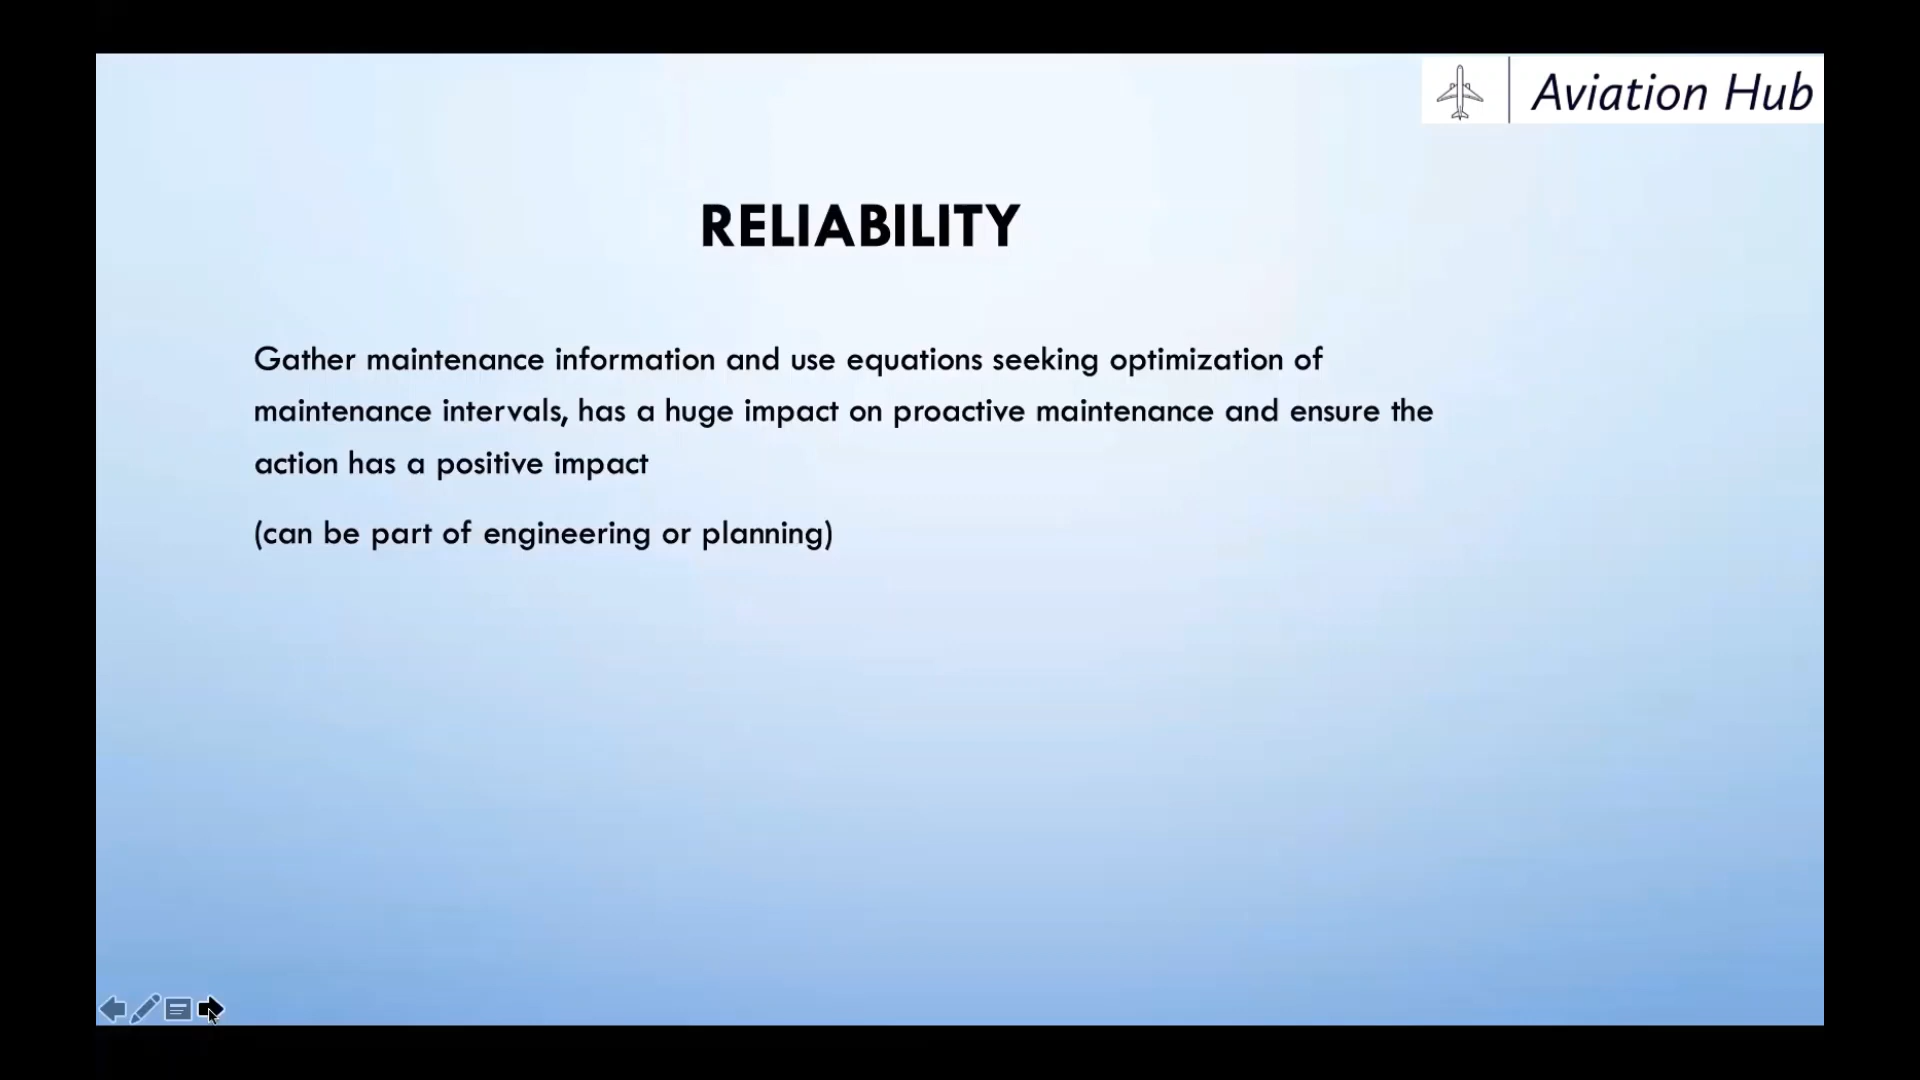 Aviation Hub
RELIABILITY
Gather maintenance information and use equations seeking optimization of
maintenance intervals, has a huge impact on proactive maintenance and ensure the
action has a positive impact
(can be part of engineering or planning)